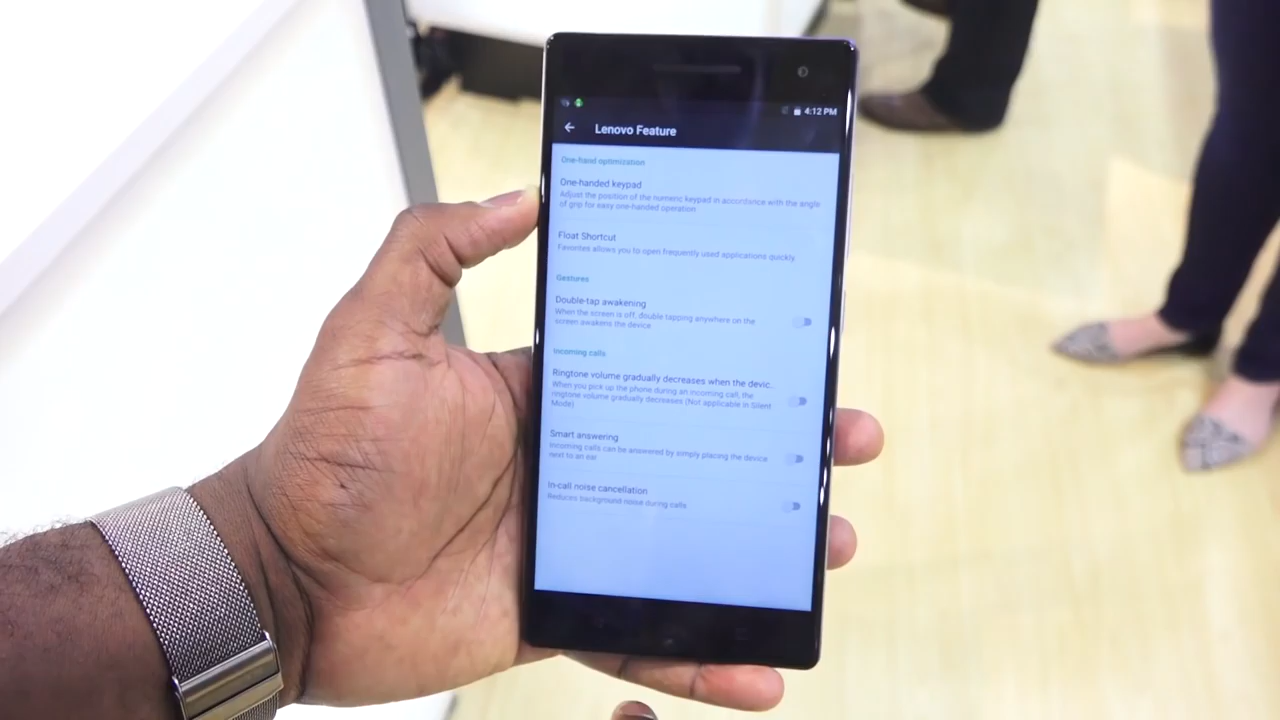 4:12 PM
Lenovo Feature
One-hand optimization
One-handed keypad
Adjust the position of the numeric keypad in accordance with the angle
of grip for easy one-handed operation
Float Shortcut
Favorites allows you to open frequently used applications quickly.
Gestures
Double-tap awakening
When the screen is off, double tapping anywhere on the
screen awakens the device
Incoming calls
Ringtone volume gradually decreases when the devic..
When you pick up the phone during an incoming call, the
ringtone volume gradually decreases (Not applicable in Silent
Mode)
Smart answering
Incoming calls can be answered by simply placing the device
next to an ear
In-call noise cancellation
Reduces background noise during calls